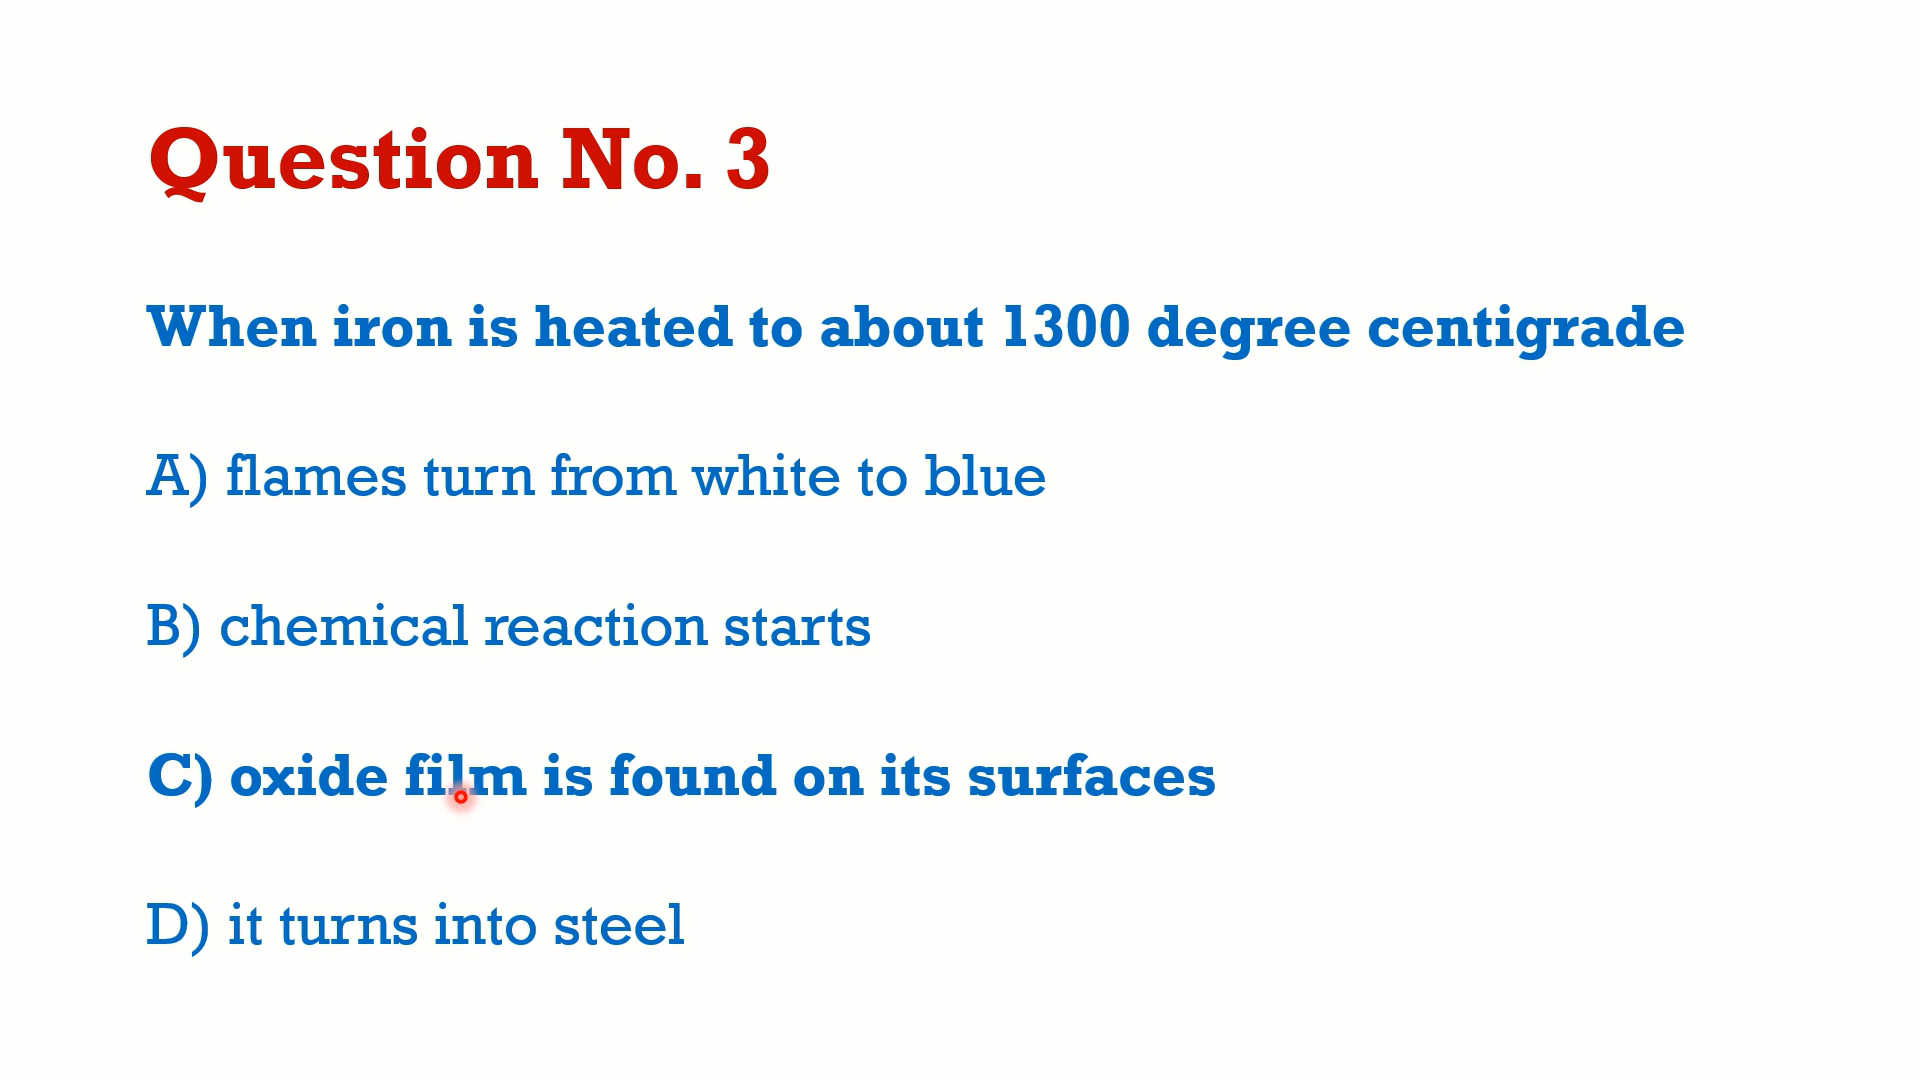 Question No. 3
When iron is heated to about 1300 degree centigrade
A) flames turn from white to blue
B) chemical reaction starts
C) oxide film is found on its surfaces
D) it turns into steel